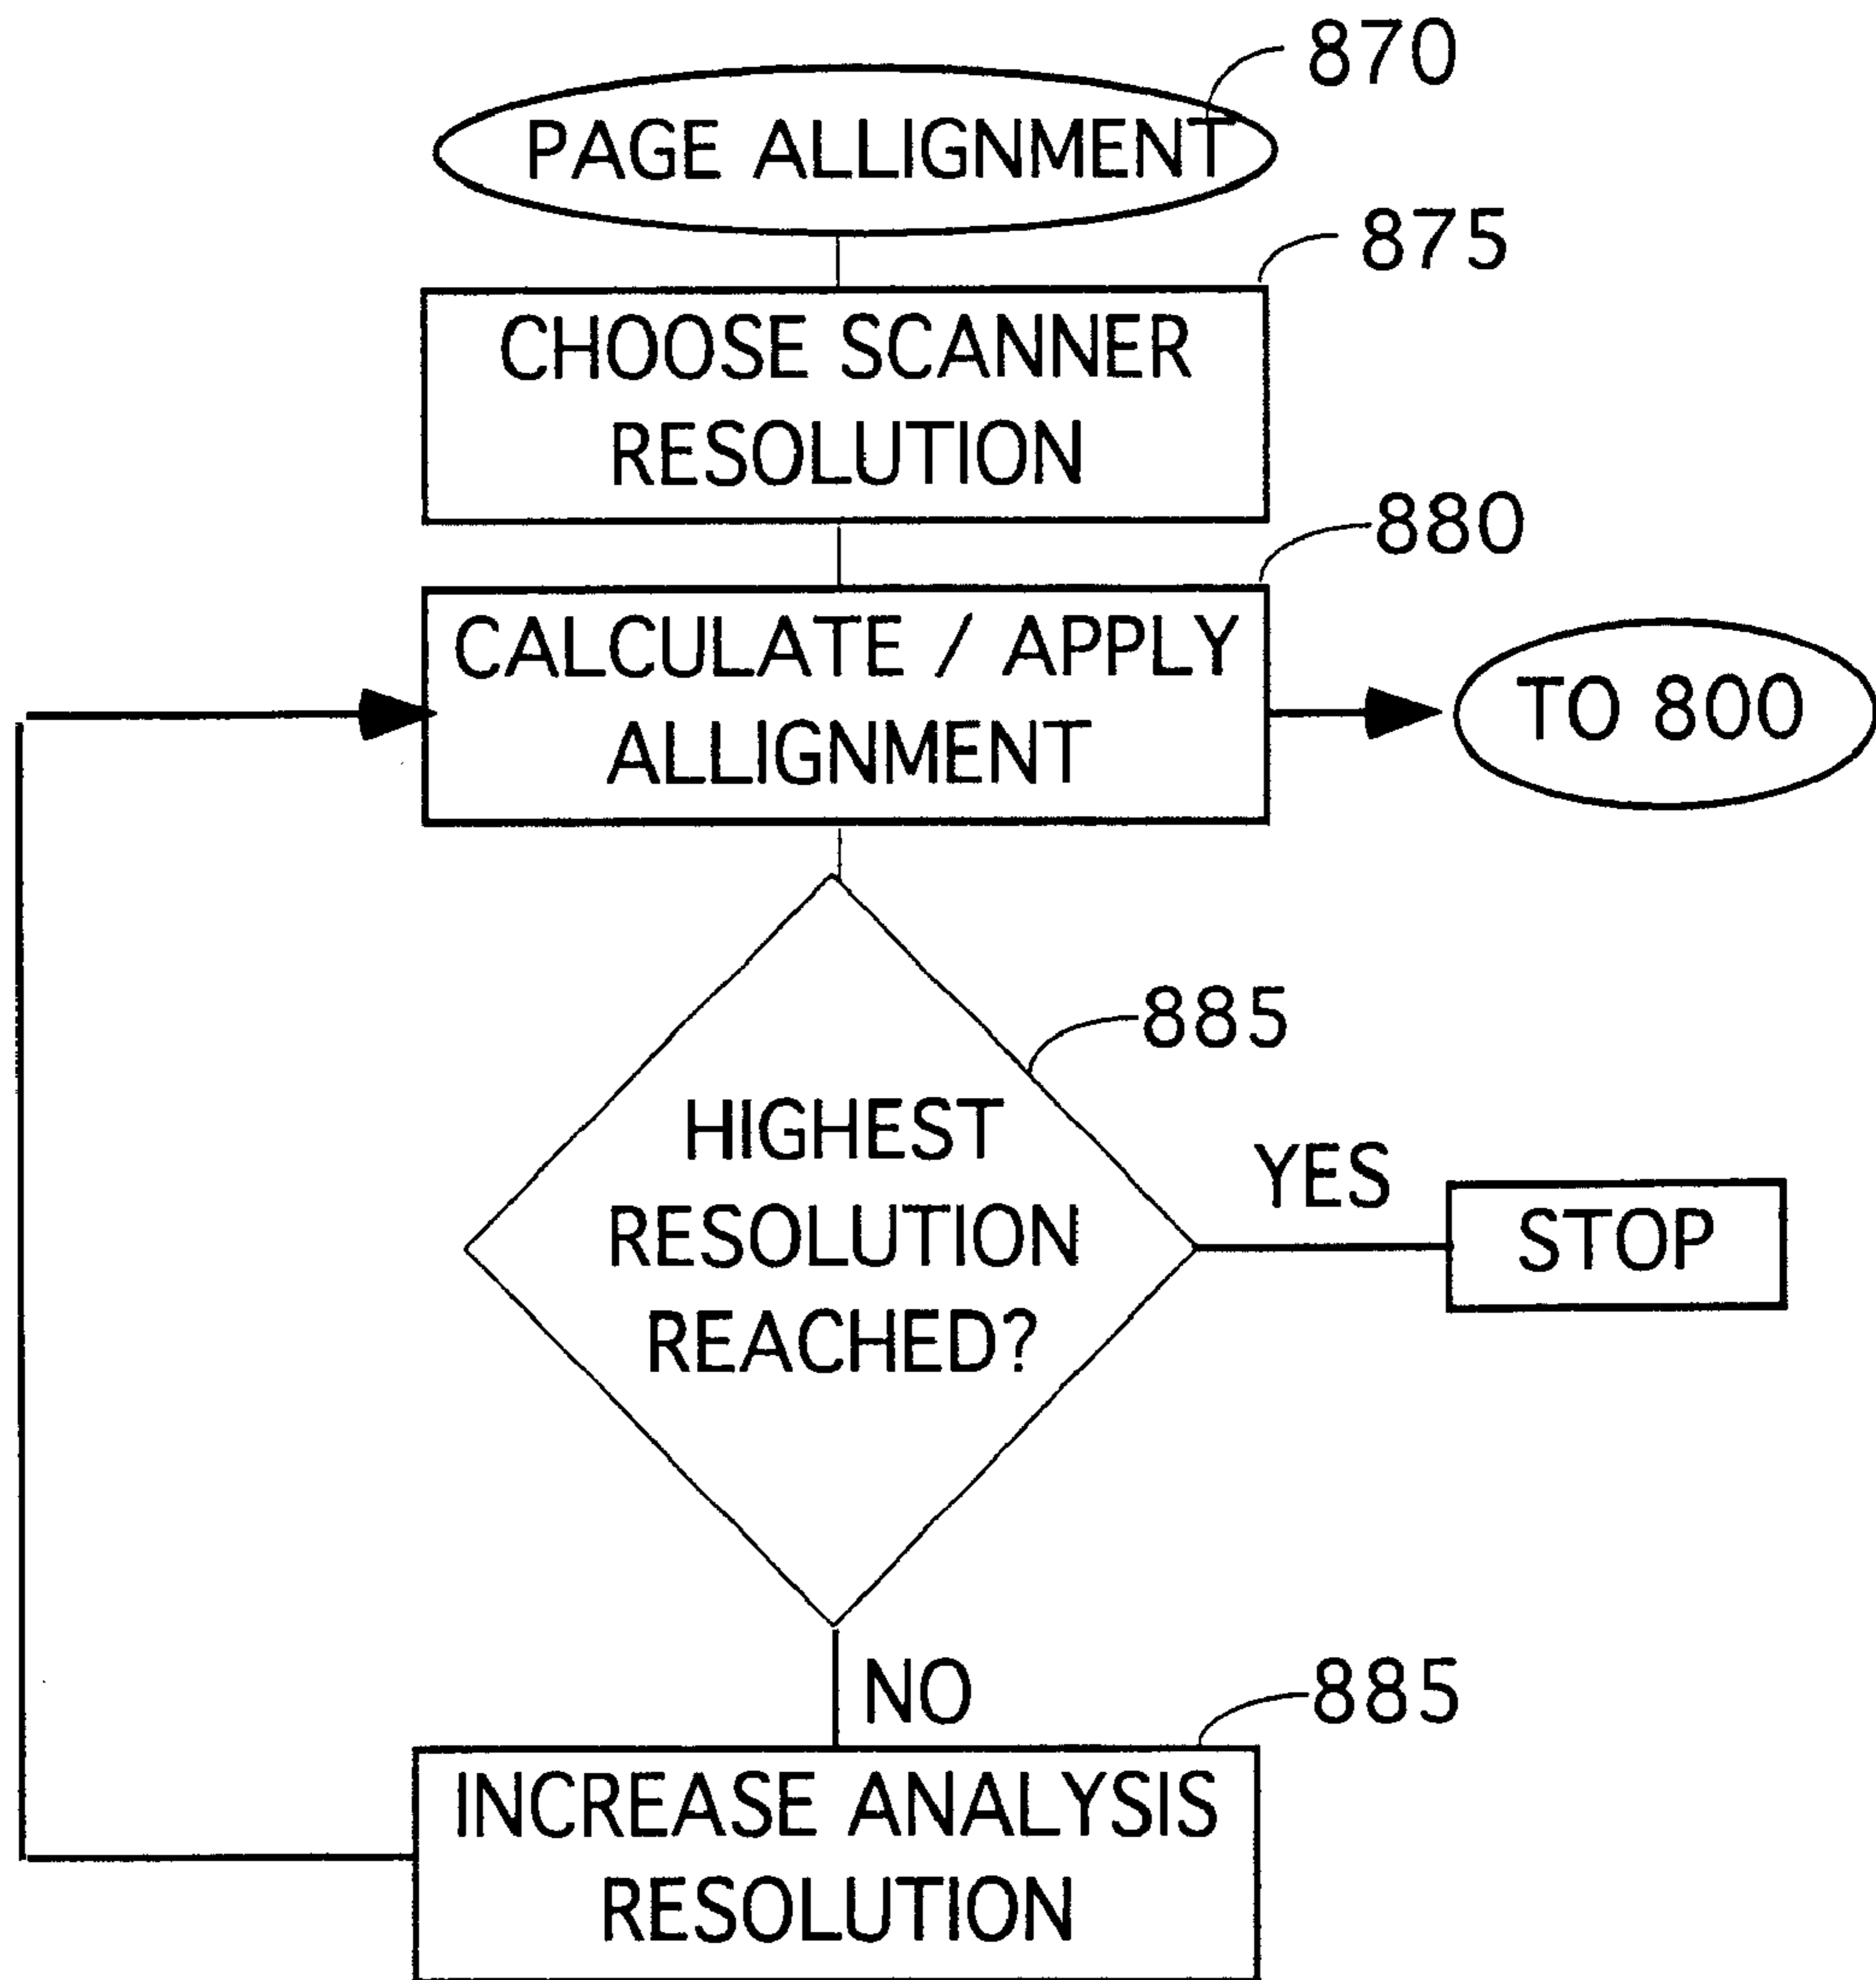 870
PAGE ALLIGNMENT
875
CHOOSE SCANNER
RESOLUTION
880
CALCULATE / APPLY
ALLIGNMENT
TO 800
885
HIGHEST
RESOLUTION
REACHED?
YES
STOP
NO
885
INCREASE ANALYSIS
RESOLUTION